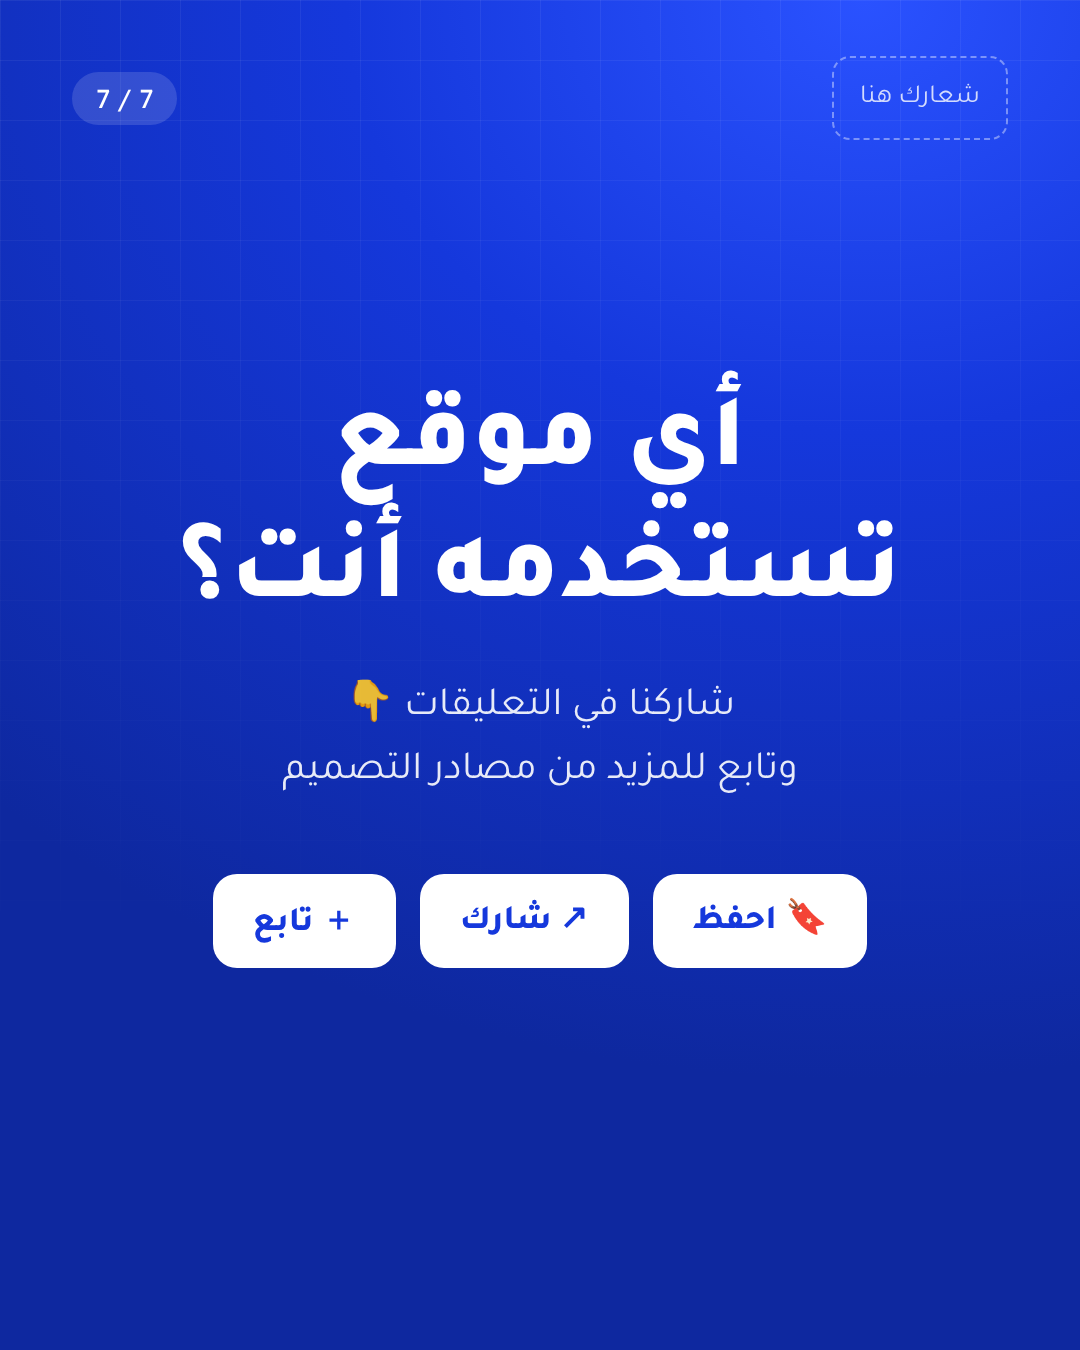 شعارك هنا
7 / 7
أي موقع
تستخدمه أنت؟
شاركنا في التعليقات 👇
وتابع للمزيد من مصادر التصميم
🔖 احفظ
↗ شارك
+ تابع